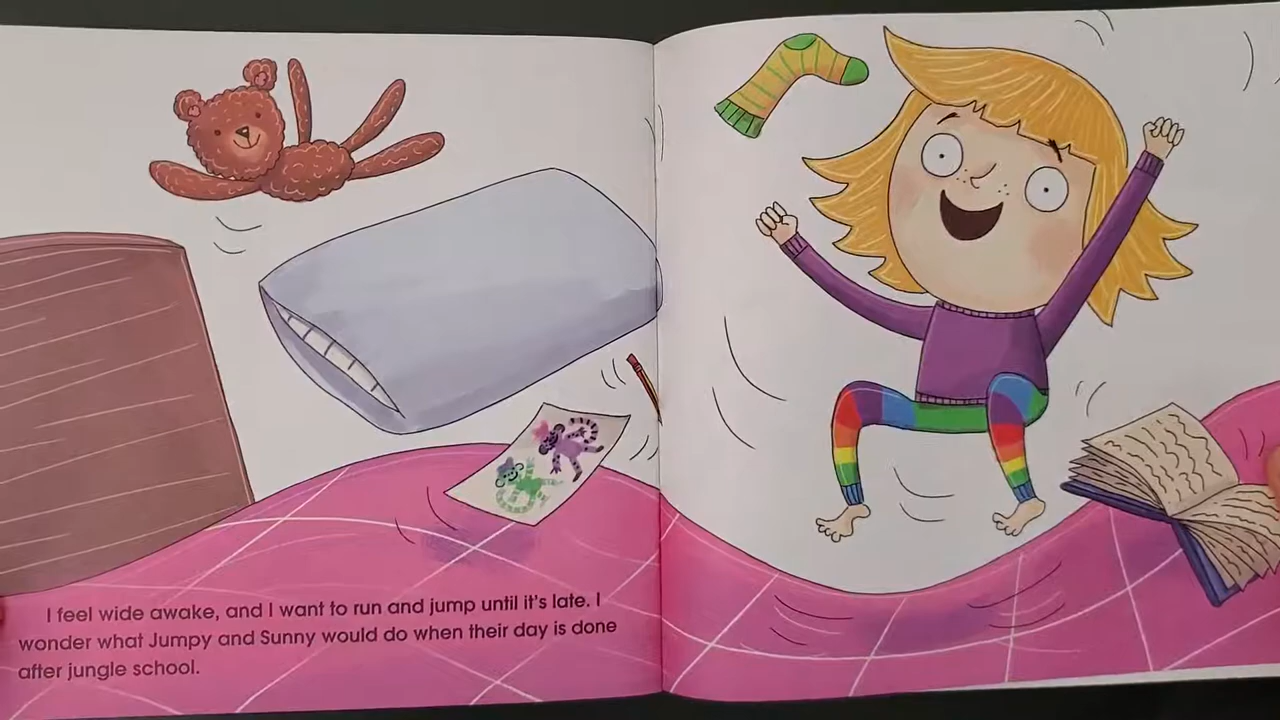 I feel wide awake, and I want to run and jump until it's late. I
wonder what Jumpy and Sunny would do when their day is done
after jungle school.